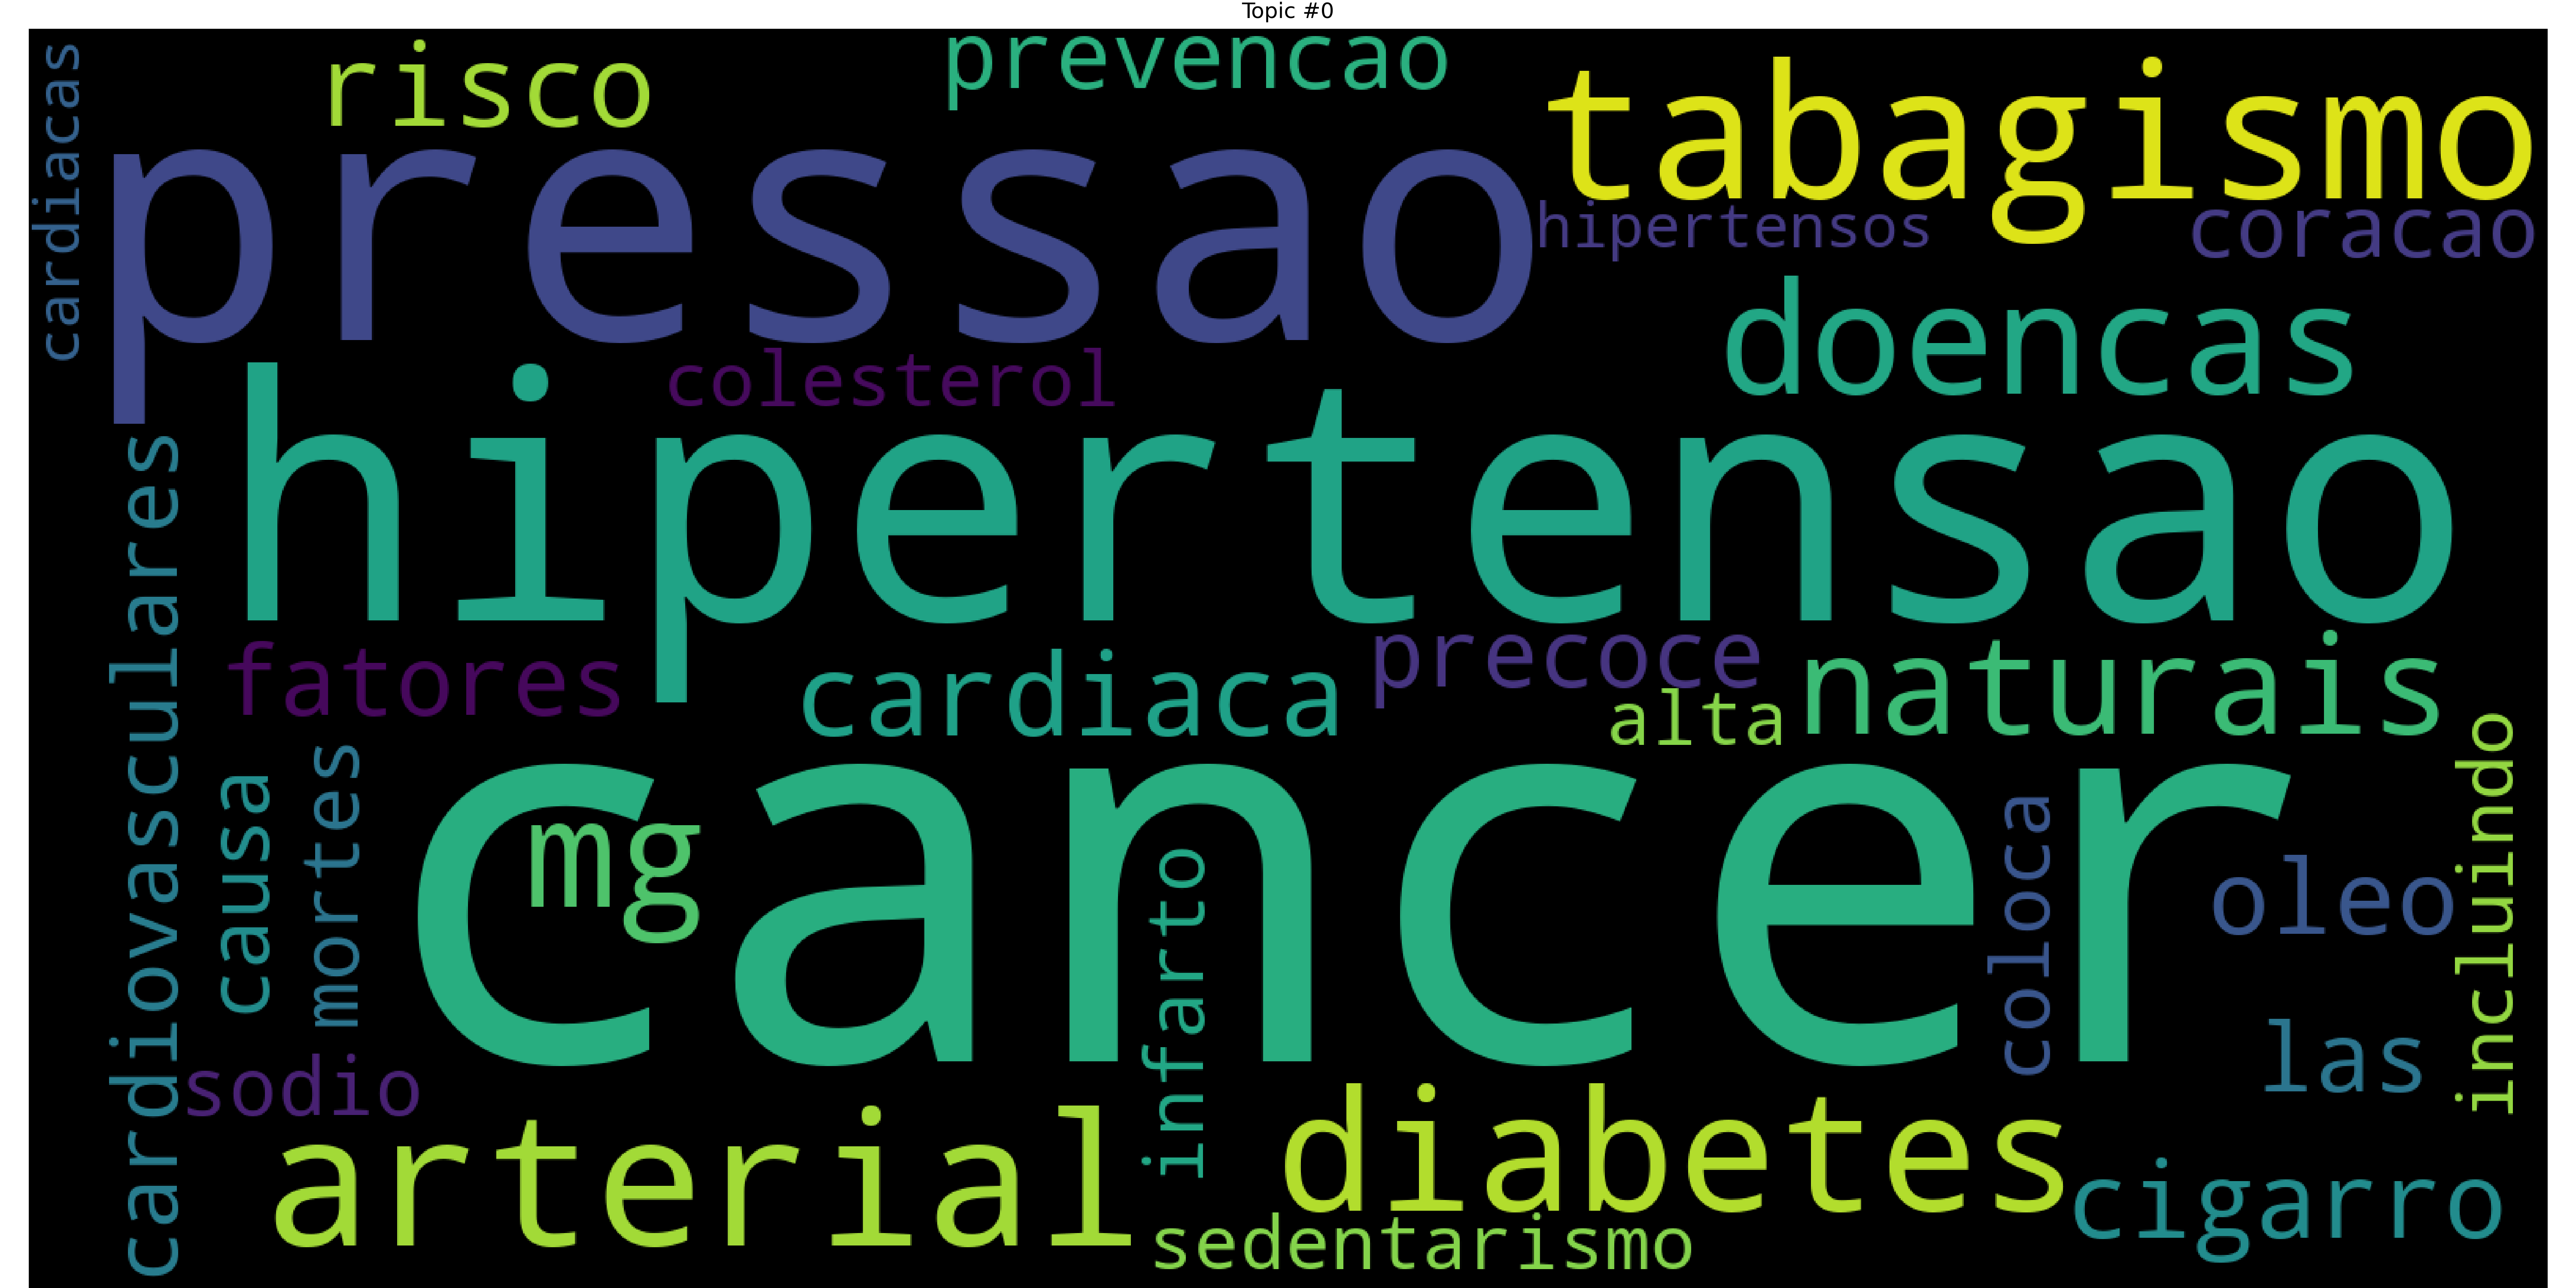 Topic #0
cardiacas
risco
prevencao
tabagismo
pressao
hipertensos
coracao
doencas
colesterol
hipertensao
cardiovasculares
fatores
cardiaca
precoce
alta
naturais
causa
mortes
cancer
mg
infarto
coloca
oleo
incluindo
las
sodio
arterial
diabetes
cigarro
sedentarismo